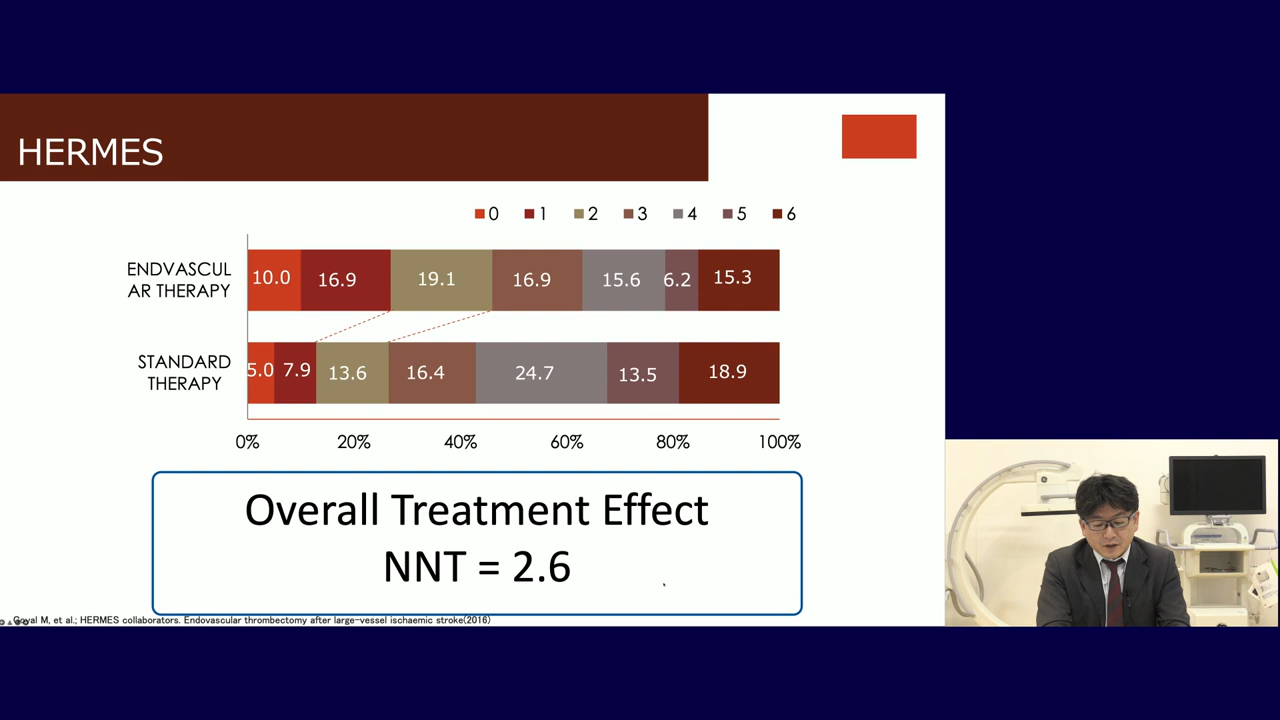 HERMES
0 1 2 3 4 5 6
ENDVASCUL
AR THERAPY
10.0 16.9 19.1 16.9 15.6 6.2 15.3
STANDARD
THERAPY
5.0 7.9 13.6 16.4 24.7 13.5 18.9
0% 20% 40% 60% 80% 100%
Overall Treatment Effect
NNT = 2.6
Goyal M, et al.; HERMES collaborators. Endovascular thrombectomy after large-vessel ischaemic stroke(2016)